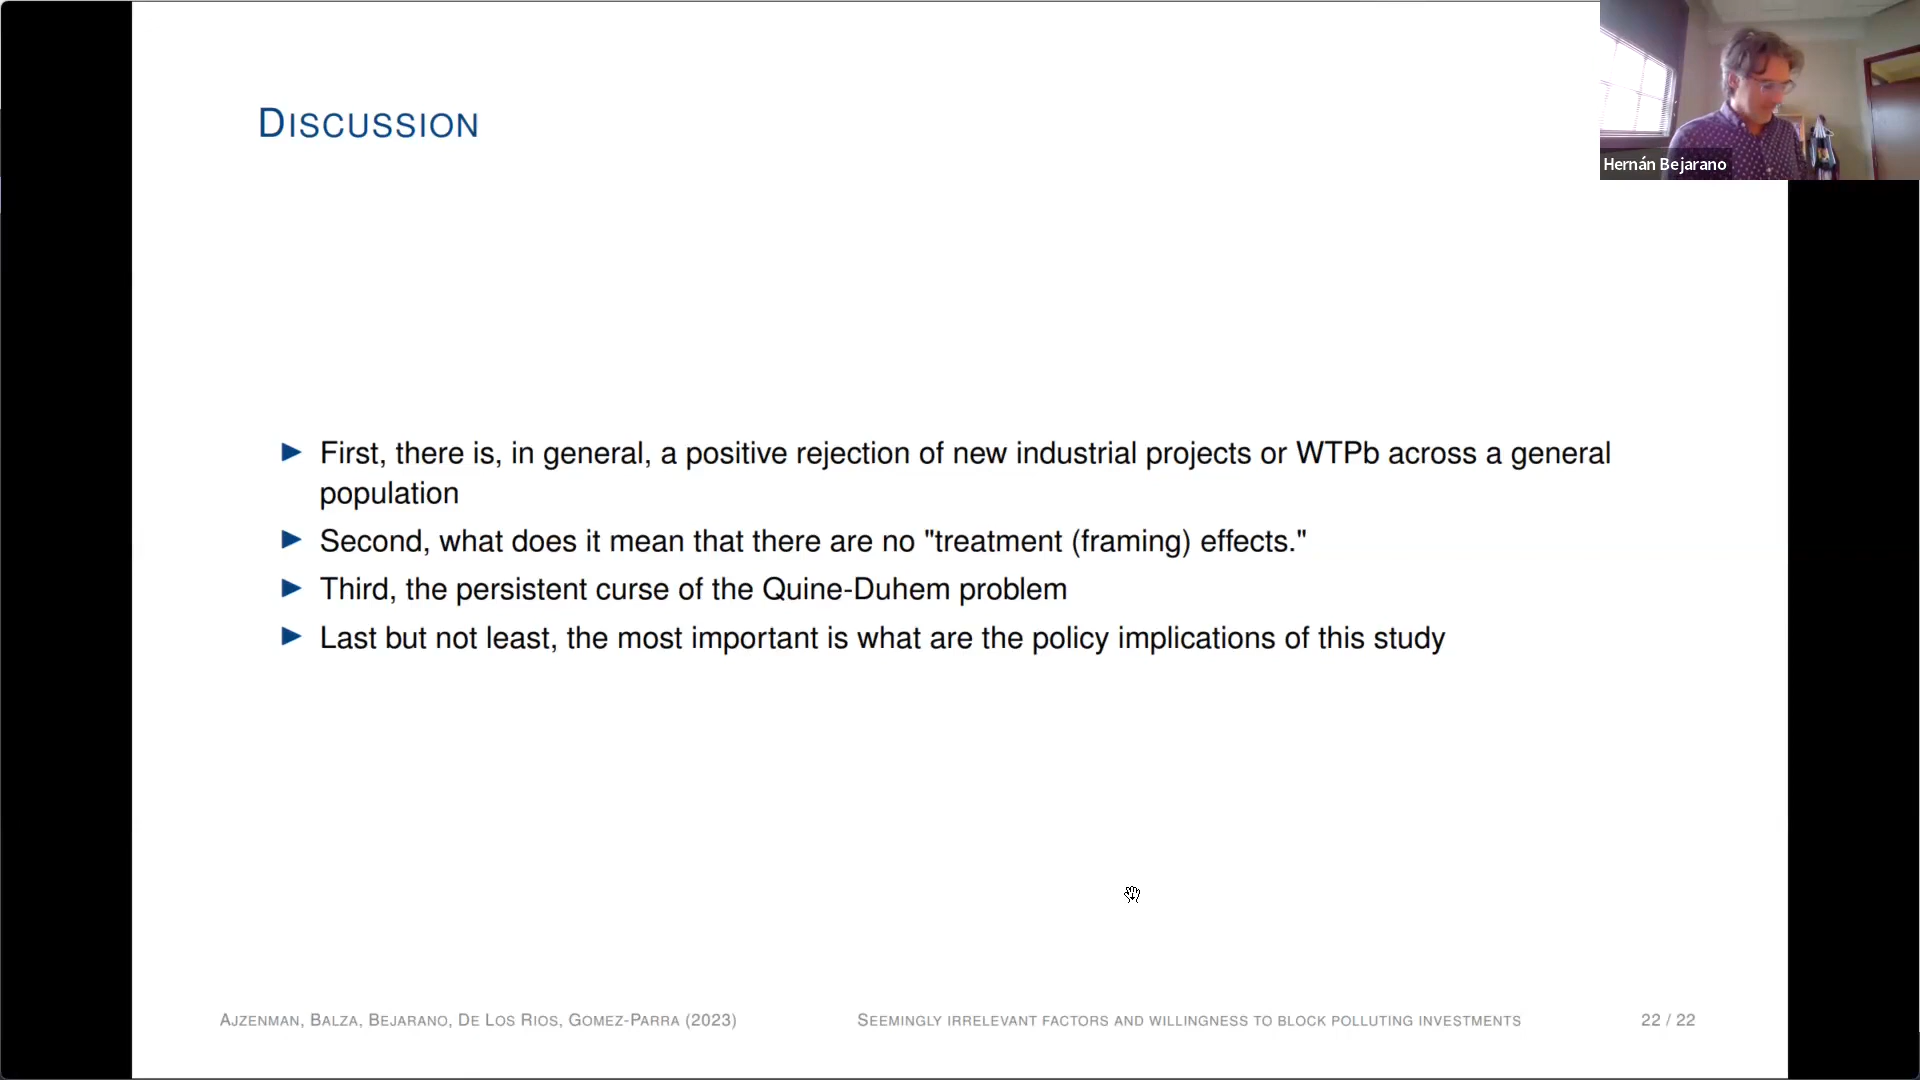 DISCUSSION
Hernán Bejarano
► First, there is, in general, a positive rejection of new industrial projects or WTPb across a general
population
► Second, what does it mean that there are no "treatment (framing) effects."
► Third, the persistent curse of the Quine-Duhem problem
► Last but not least, the most important is what are the policy implications of this study
AJZENMAN, BALZA, BEJARANO, DE LOS RIOS, GOMEZ-PARRA (2023) SEEMINGLY IRRELEVANT FACTORS AND WILLINGNESS TO BLOCK POLLUTING INVESTMENTS 22 / 22